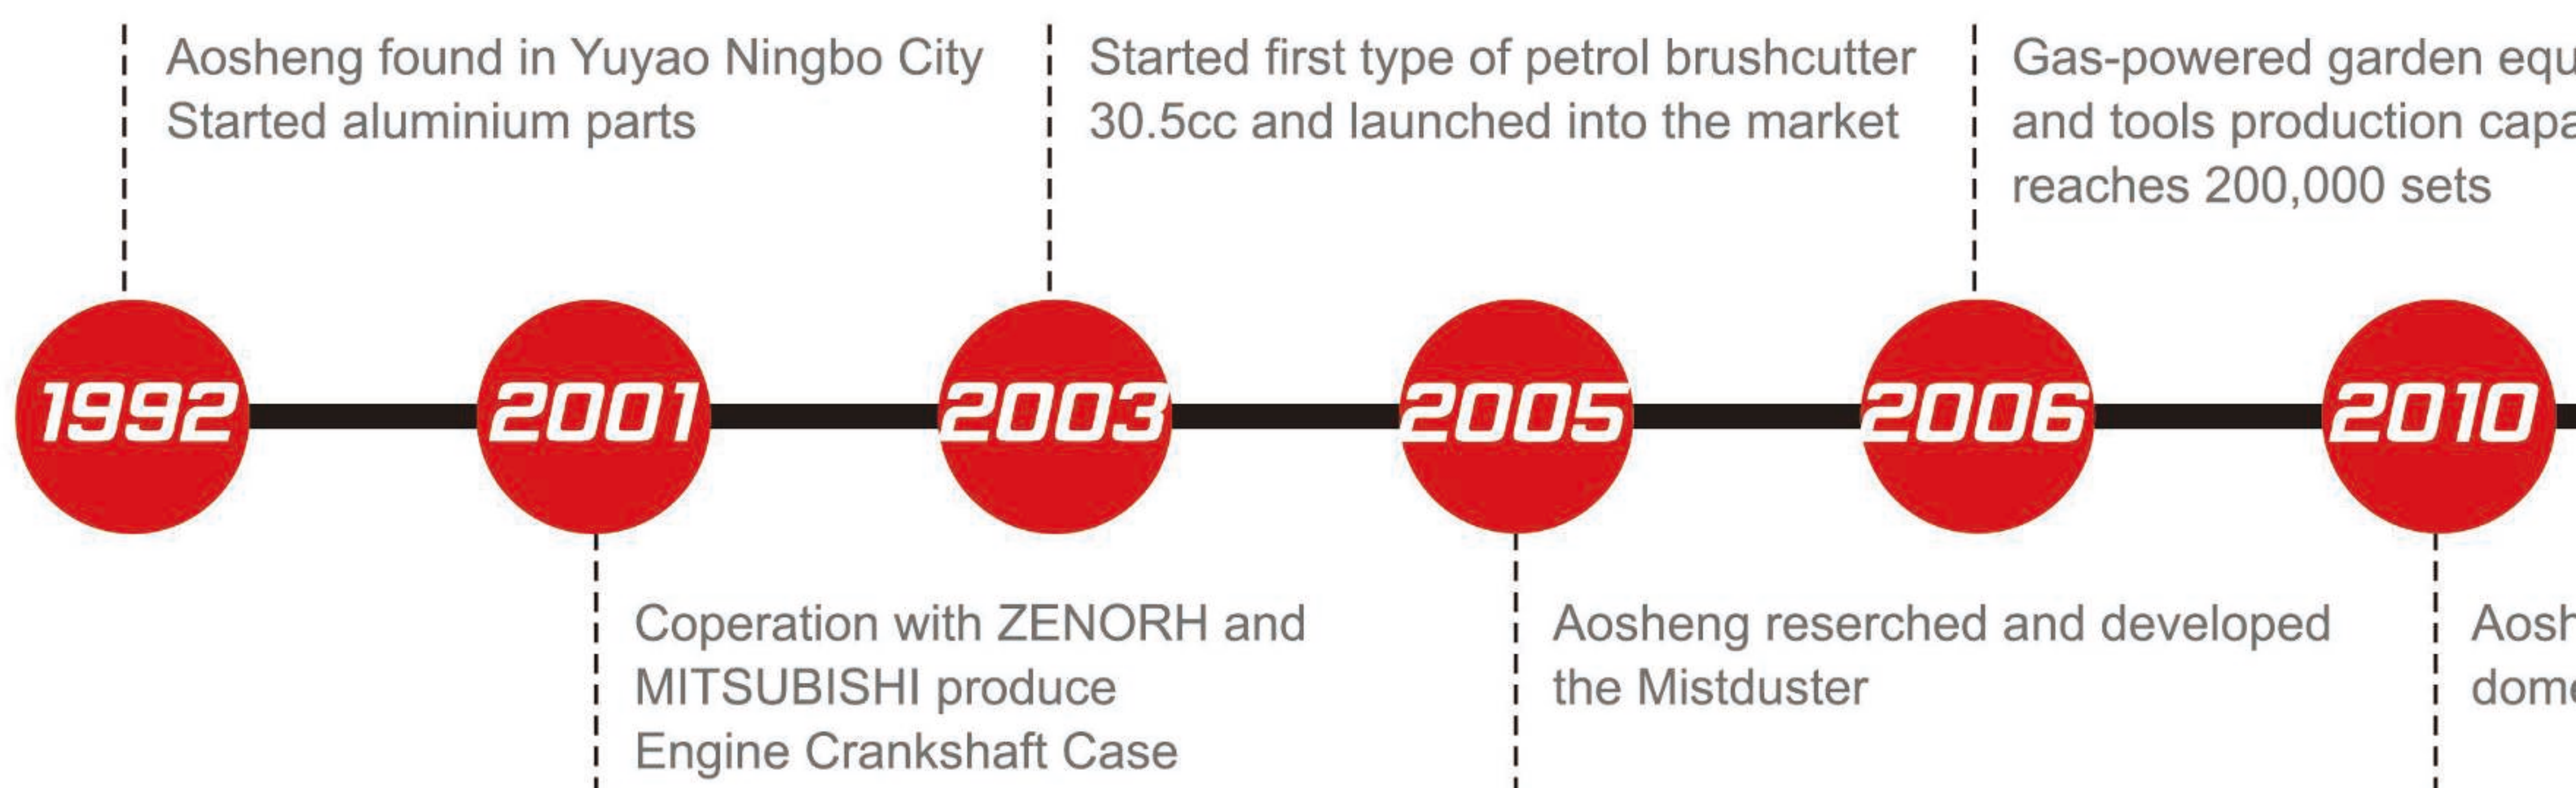 Aosheng found in Yuyao Ningbo City
Started aluminium parts
Started first type of petrol brushcutter
30.5cc and launched into the market
Gas-powered garden
and tools production
reaches 200,000 sets
1992
2001
2003
2005
2006
2010
Coperation with ZENORH and
MITSUBISHI produce
Engine Crankshaft Case
Aosheng reserched and developed
the Mistduster